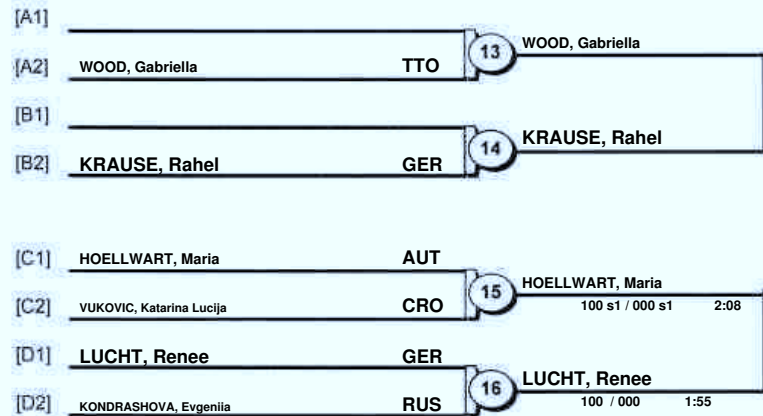 [A1]
[A2] WOOD, Gabriella TTO
13 WOOD, Gabriella
[B1]
[B2] KRAUSE, Rahel GER
14 KRAUSE, Rahel
[C1] HOELLWART, Maria AUT
[C2] VUKOVIC, Katarina Lucija CRO
15 HOELLWART, Maria
100 s1 / 000 s1 2:08
[D1] LUCHT, Renee GER
[D2] KONDRASHOVA, Evgeniia RUS
16 LUCHT, Renee
100 / 000 1:55